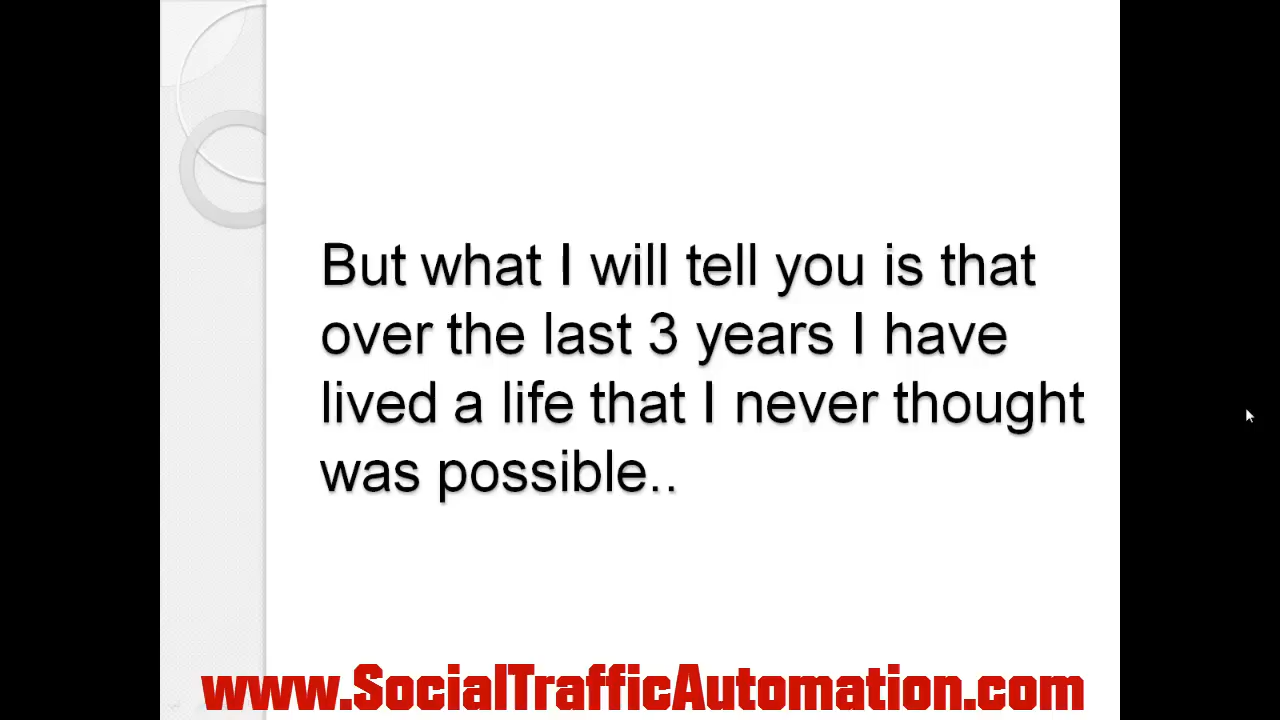 But what I will tell you is that
over the last 3 years I have
lived a life that I never thought
was possible..
www.SocialTrafficAutomation.com